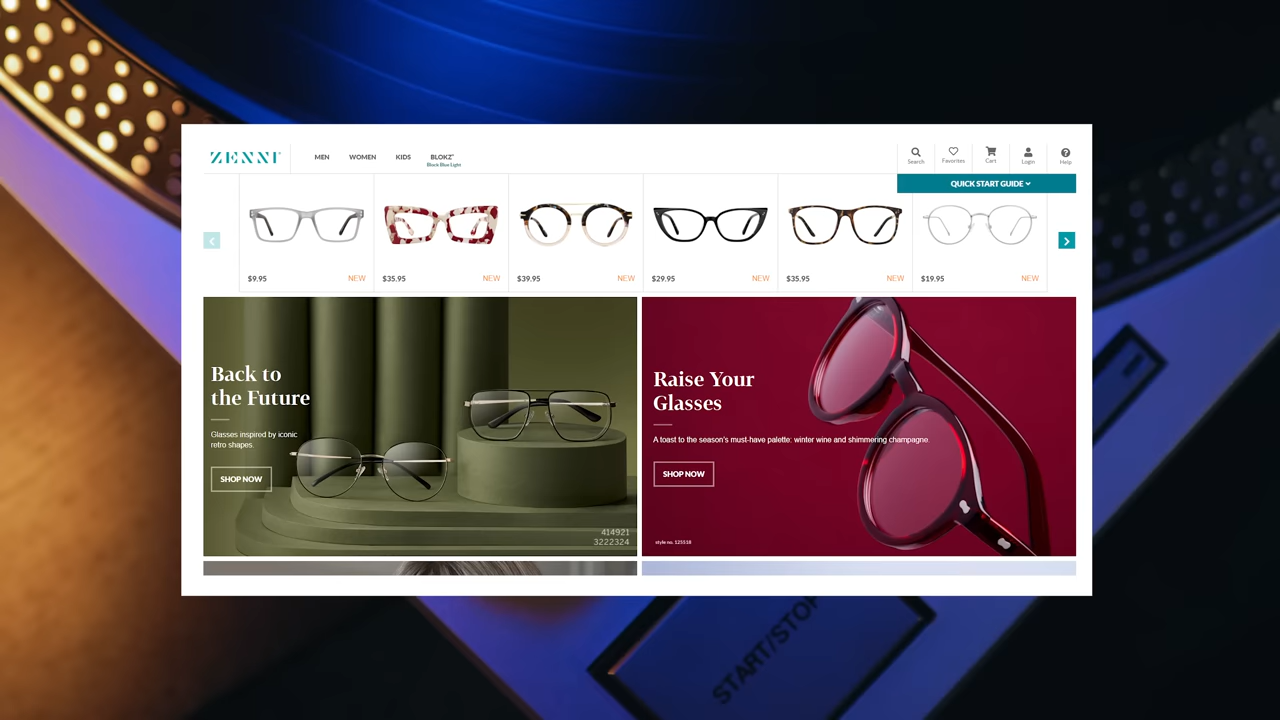 ZENNI
MEN
WOMEN
KIDS
BLOKZ
Block Blue Light
Search
Favorites
Cart
Login
Help
QUICK START GUIDE
$9.95
NEW
$35.95
NEW
$39.95
NEW
$29.95
NEW
$35.95
NEW
$19.95
NEW
Back to
the Future
Glasses inspired by iconic
retro shapes.
SHOP NOW
414921
3222324
Raise Your
Glasses
A toast to the season's must-have palette: winter wine and shimmering champagne.
SHOP NOW
style no. 125518
START/STOP